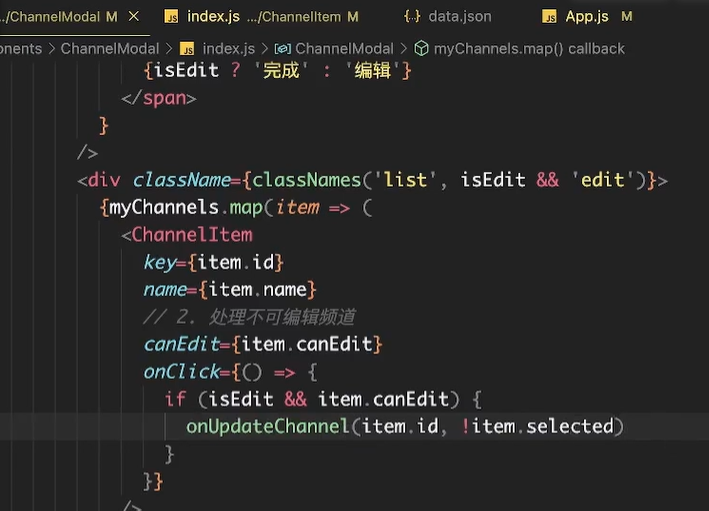 …/ChannelModal M × index.js …/ChannelItem M {..} data.json App.js M
onents > ChannelModal > index.js > ChannelModal > myChannels.map() callback
{isEdit ? '完成' : '编辑'}
</span>
}
/>
<div className={classNames('list', isEdit && 'edit')}>
{myChannels.map(item => (
<ChannelItem
key={item.id}
name={item.name}
// 2. 处理不可编辑频道
canEdit={item.canEdit}
onClick={() => {
if (isEdit && item.canEdit) {
onUpdateChannel(item.id, !item.selected)
}
}}
/>